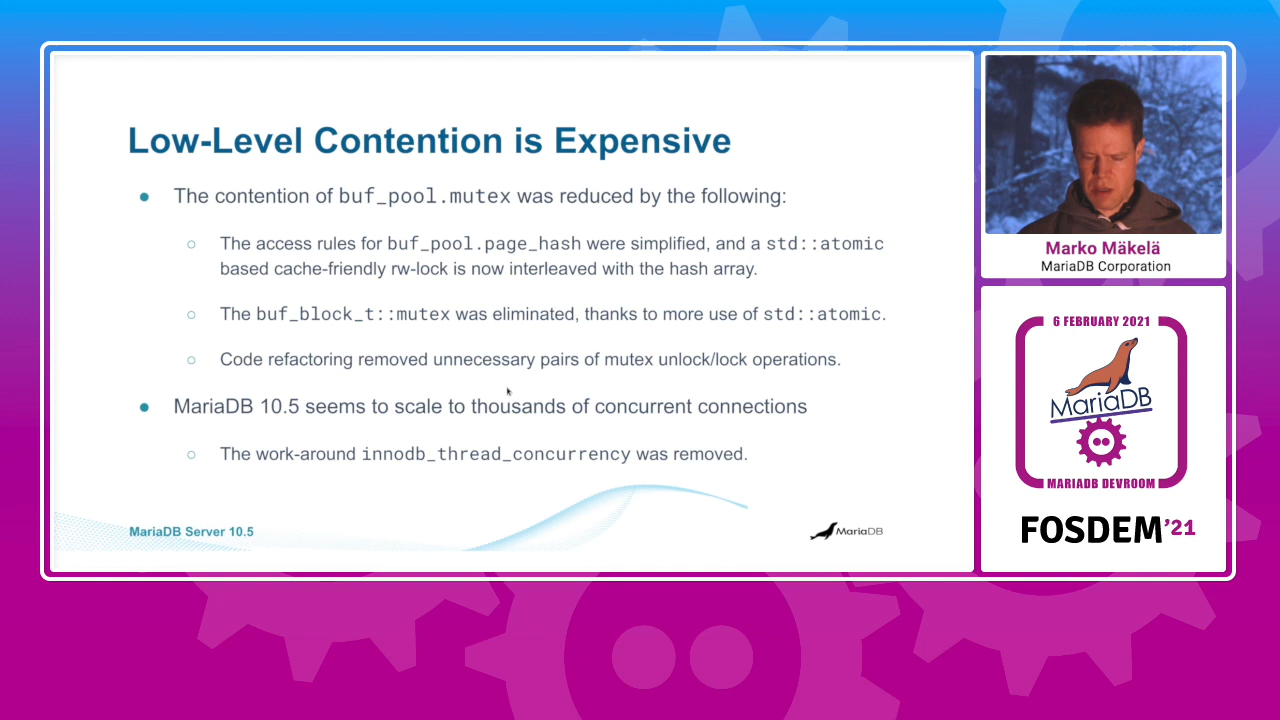 Low-Level Contention is Expensive
● The contention of buf_pool.mutex was reduced by the following:
○ The access rules for buf_pool.page_hash were simplified, and a std::atomic
based cache-friendly rw-lock is now interleaved with the hash array.
○ The buf_block_t::mutex was eliminated, thanks to more use of std::atomic.
○ Code refactoring removed unnecessary pairs of mutex unlock/lock operations.
● MariaDB 10.5 seems to scale to thousands of concurrent connections
○ The work-around innodb_thread_concurrency was removed.
MariaDB Server 10.5
MariaDB
Marko Mäkelä
MariaDB Corporation
6 FEBRUARY 2021
MariaDB
MARIADB DEVROOM
FOSDEM'21